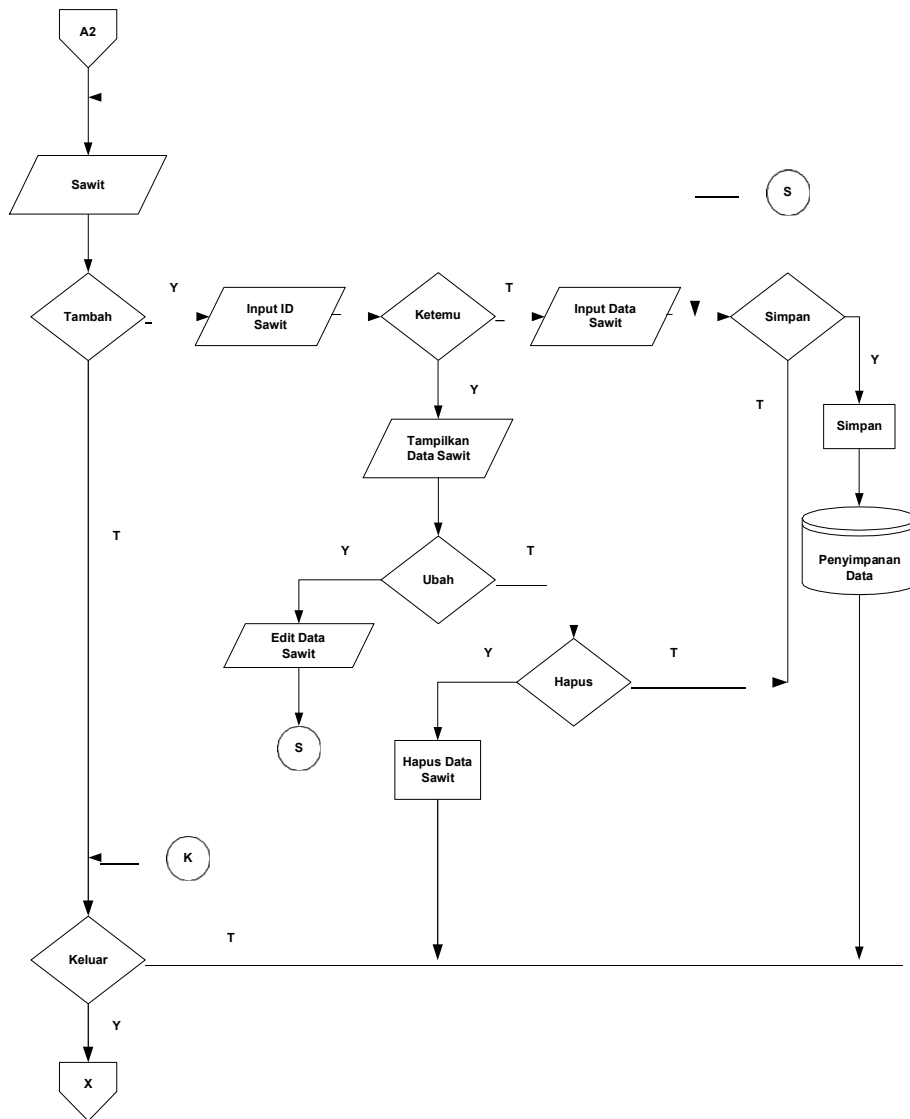 A2
Sawit
S
Tambah
Y
Input ID
Sawit
Ketemu
T
Input Data
Sawit
Simpan
Y
Y
T
Simpan
Tampilkan
Data Sawit
T
Y
Ubah
T
Penyimpanan
Data
Edit Data
Sawit
Y
Hapus
T
S
Hapus Data
Sawit
K
Keluar
T
Y
X